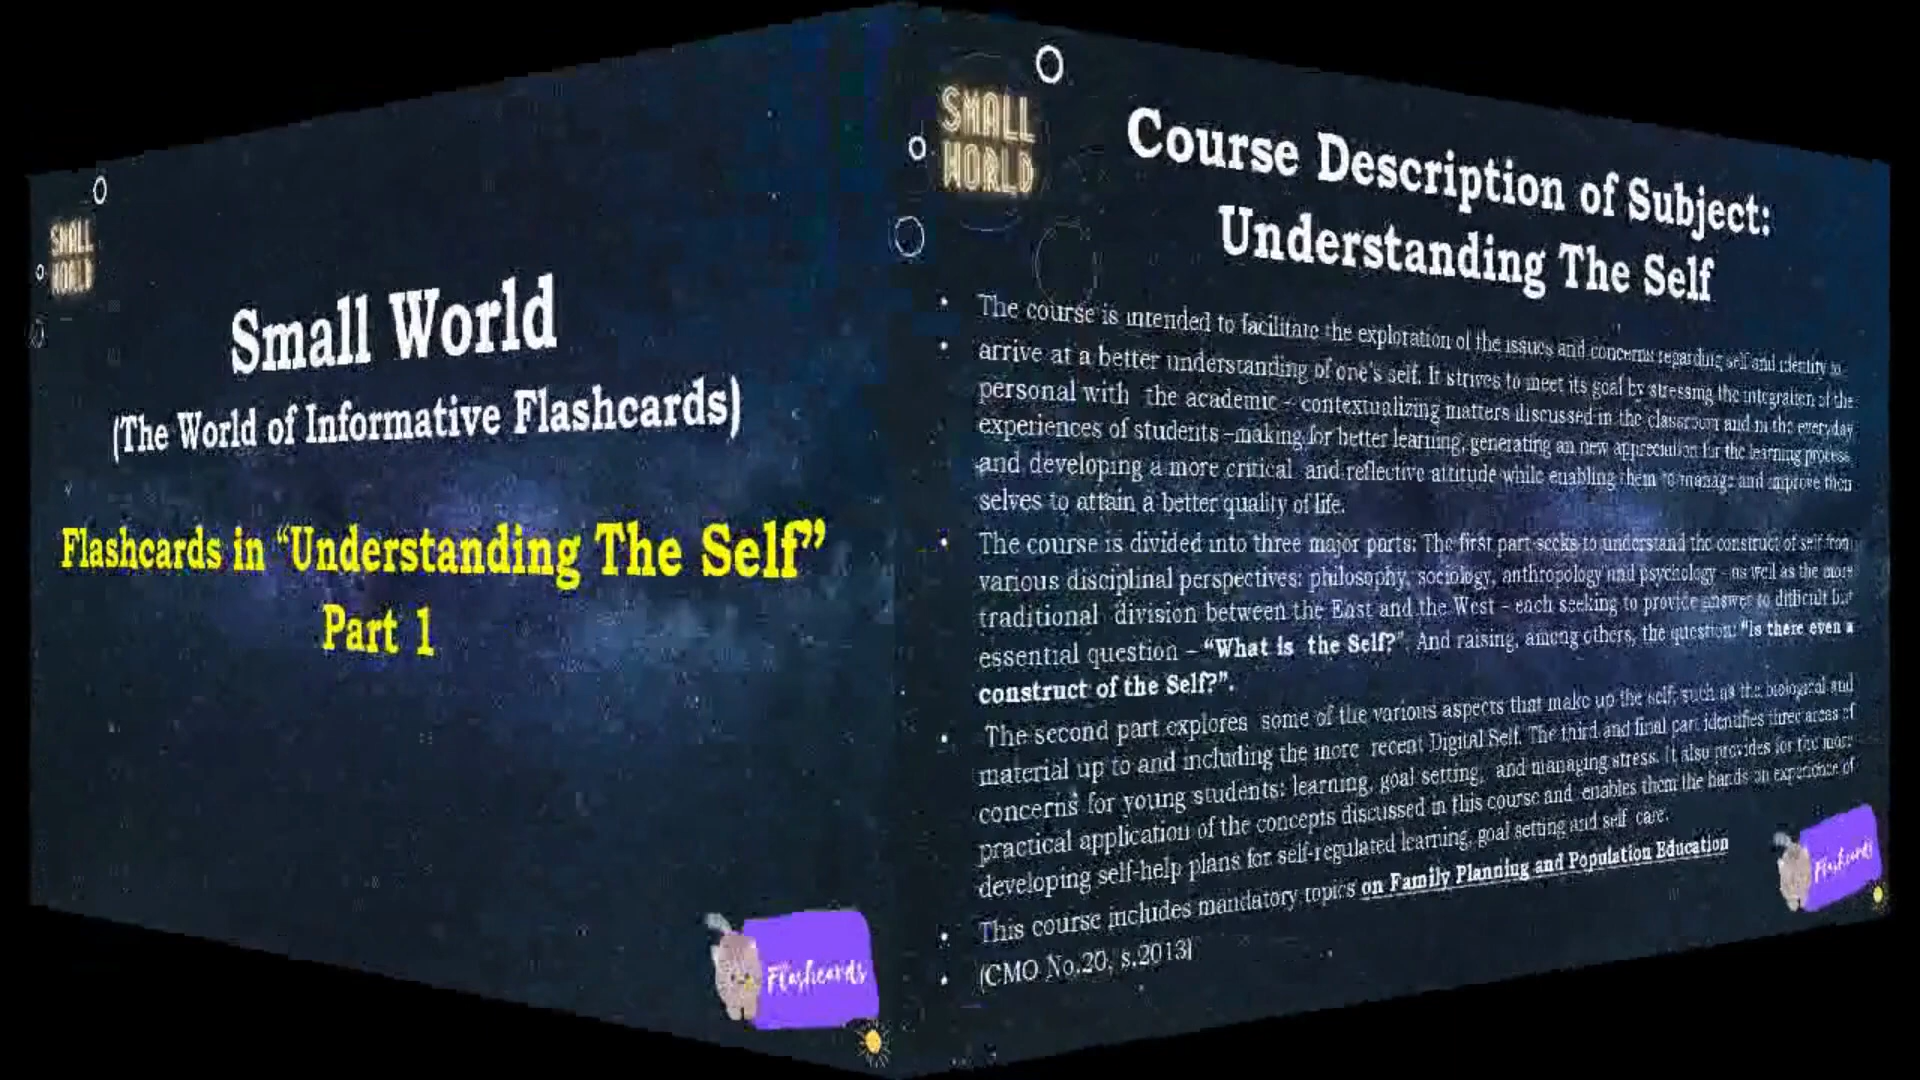 SMALL
WORLD
Small World
(The World of Informative Flashcards)
Flashcards in “Understanding The Self”
Part 1
Flashcards
SMALL
WORLD
Course Description of Subject:
Understanding The Self
• The course is intended to facilitate the exploration of the issues and concerns regarding self and identity to
• arrive at a better understanding of one's self. It strives to meet its goal by stressing the integration of the
personal with the academic – contextualizing matters discussed in the classroom and in the everyday
experiences of students –making for better learning, generating an new appreciation for the learning process
and developing a more critical and reflective attitude while enabling them to manage and improve then
selves to attain a better quality of life.
• The course is divided into three major parts: The first part seeks to understand the construct of self from
various disciplinal perspectives: philosophy, sociology, anthropology and psychology – as well as the more
traditional division between the East and the West – each seeking to provide answer to difficult but
essential question – “What is the Self?”. And raising, among others, the question: “Is there even a
construct of the Self?”.
• The second part explores some of the various aspects that make up the self, such as the biological and
material up to and including the more recent Digital Self. The third and final part identifies three areas of
concerns for young students: learning, goal setting, and managing stress. It also provides for the more
practical application of the concepts discussed in this course and enables them the hands on experience of
developing self-help plans for self-regulated learning, goal setting and self care.
• This course includes mandatory topics on Family Planning and Population Education
• (CMO No.20, s.2013)
Flashcards